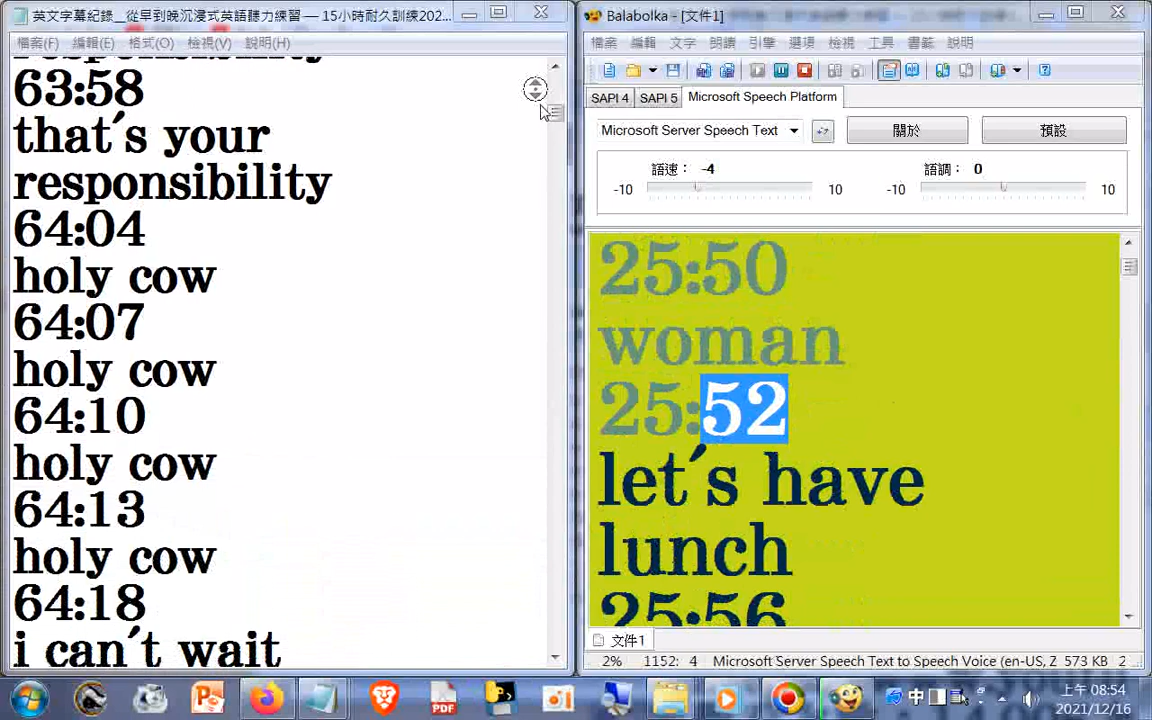 英文字幕紀錄__從早到晚沉浸式英語聽力練習 — 15小時耐久訓練202...
檔案(F) 編輯(E) 格式(O) 檢視(V) 說明(H)
responsibility
63:58
that's your
responsibility
64:04
holy cow
64:07
holy cow
64:10
holy cow
64:13
holy cow
64:18
i can't wait
Balabolka - [文件1]
檔案 編輯 文字 朗讀 引擎 選項 檢視 工具 書籤 說明
SAPI 4 SAPI 5 Microsoft Speech Platform
Microsoft Server Speech Text 關於 預設
語速： -4 語調： 0
-10 10 -10 10
25:50
woman
25:52
let's have
lunch
25:56
文件1
2% 1152: 4 Microsoft Server Speech Text to Speech Voice (en-US, Z 573 KB 2
PDF
中
上午 08:54
2021/12/16